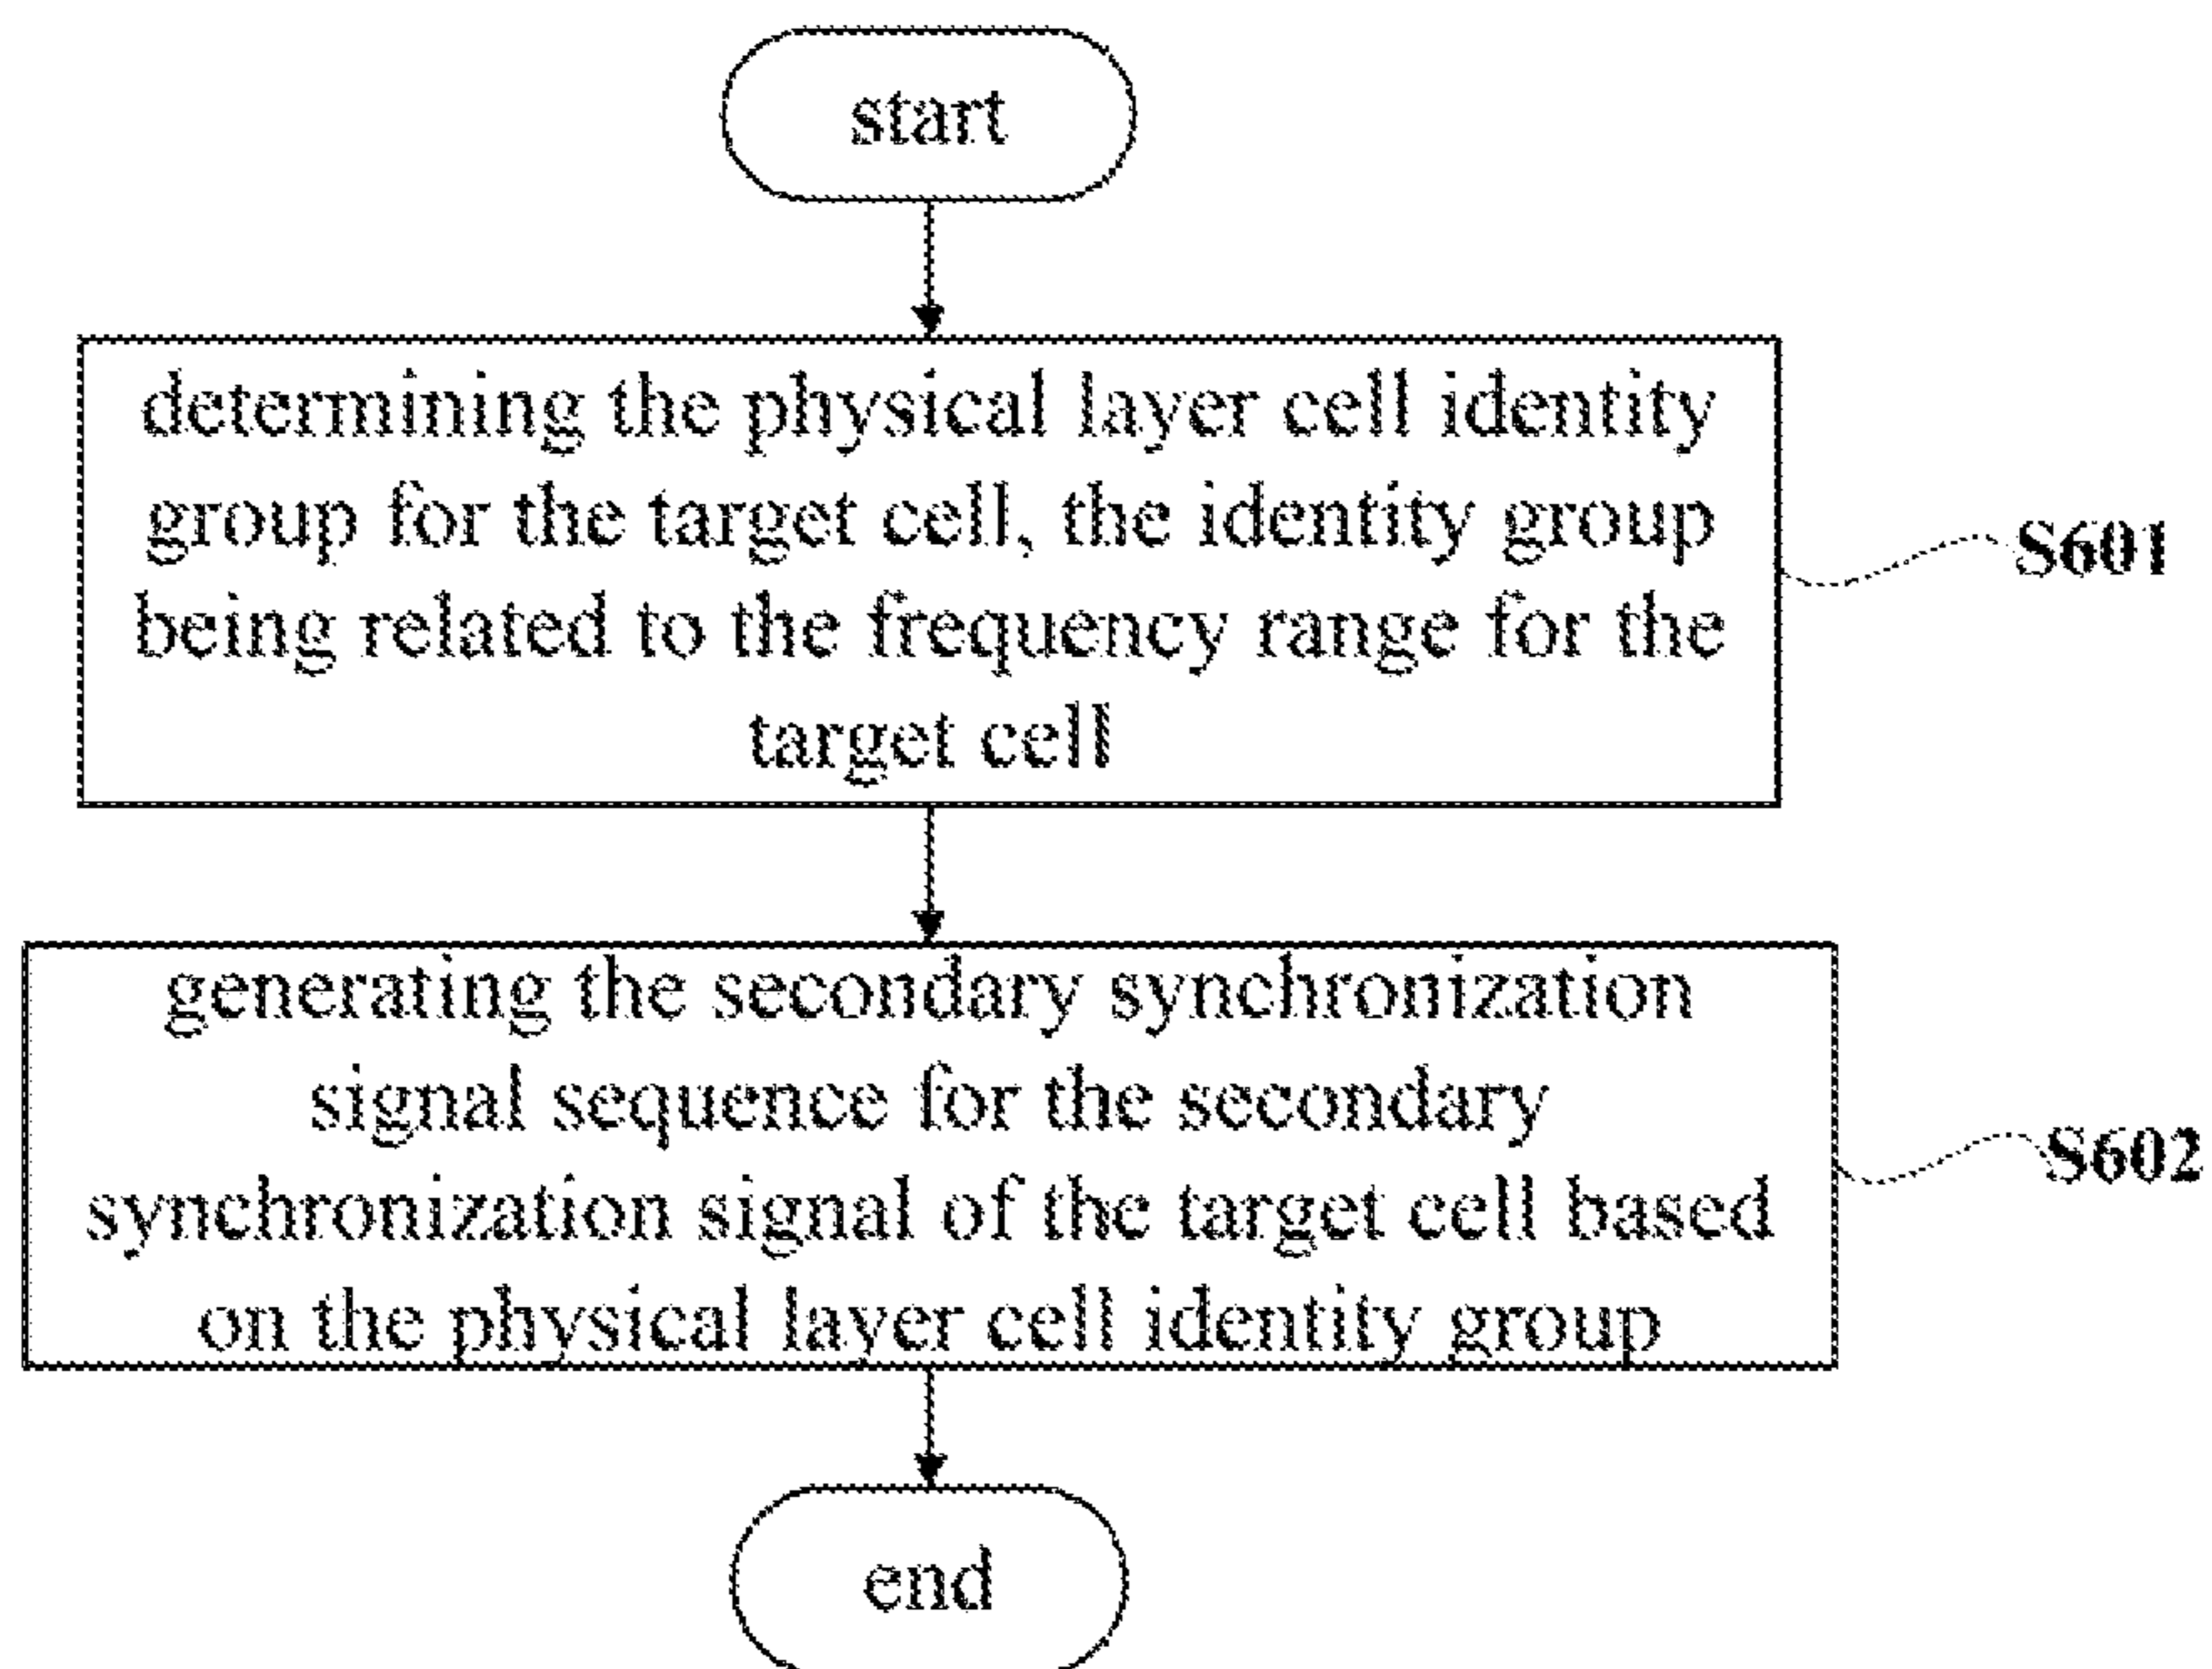 start
determining the physical layer cell identity
group for the target cell, the identity group
being related to the frequency range for the
target cell
S601
generating the secondary synchronization
signal sequence for the secondary
synchronization signal of the target cell based
on the physical layer cell identity group
S602
end